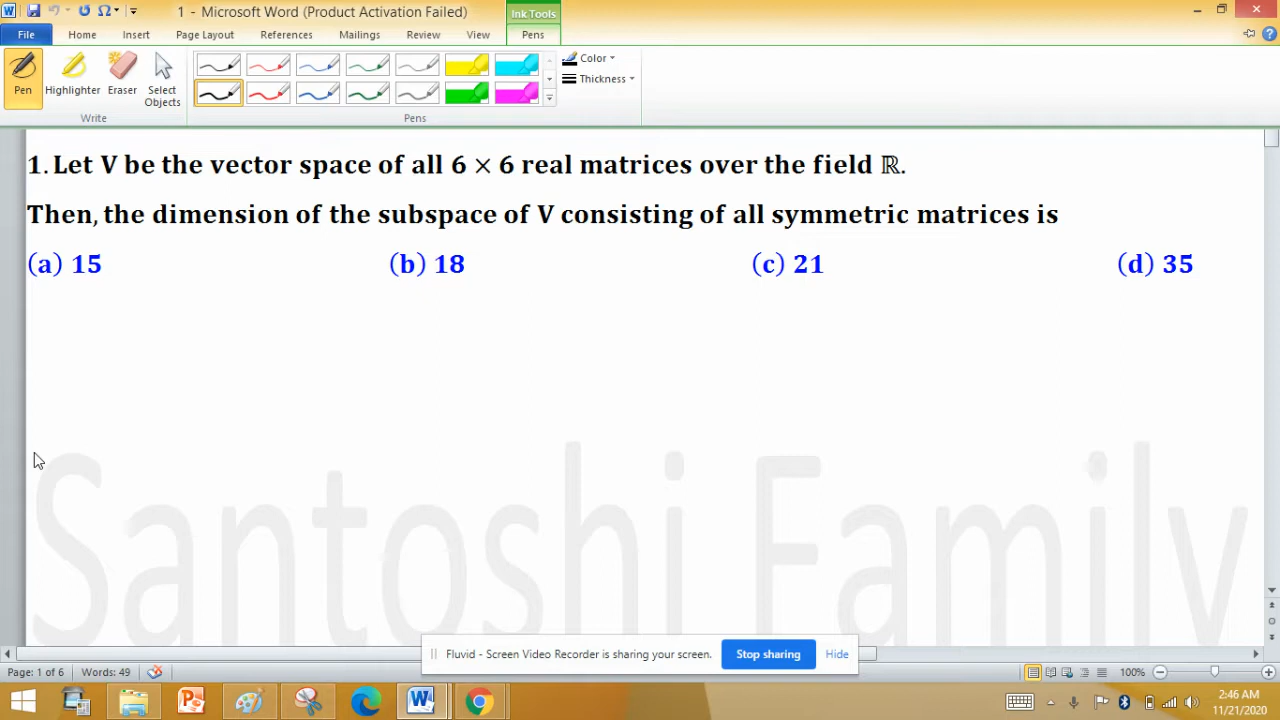 1 - Microsoft Word (Product Activation Failed)
Ink Tools
File Home Insert Page Layout References Mailings Review View Pens
Pen Highlighter Eraser Select Objects
Color
Thickness
Write Pens
1. Let V be the vector space of all 6 × 6 real matrices over the field ℝ.
Then, the dimension of the subspace of V consisting of all symmetric matrices is
(a) 15 (b) 18 (c) 21 (d) 35
Santoshi Family
Fluvid - Screen Video Recorder is sharing your screen. Stop sharing Hide
Page: 1 of 6 Words: 49 100%
2:46 AM
11/21/2020